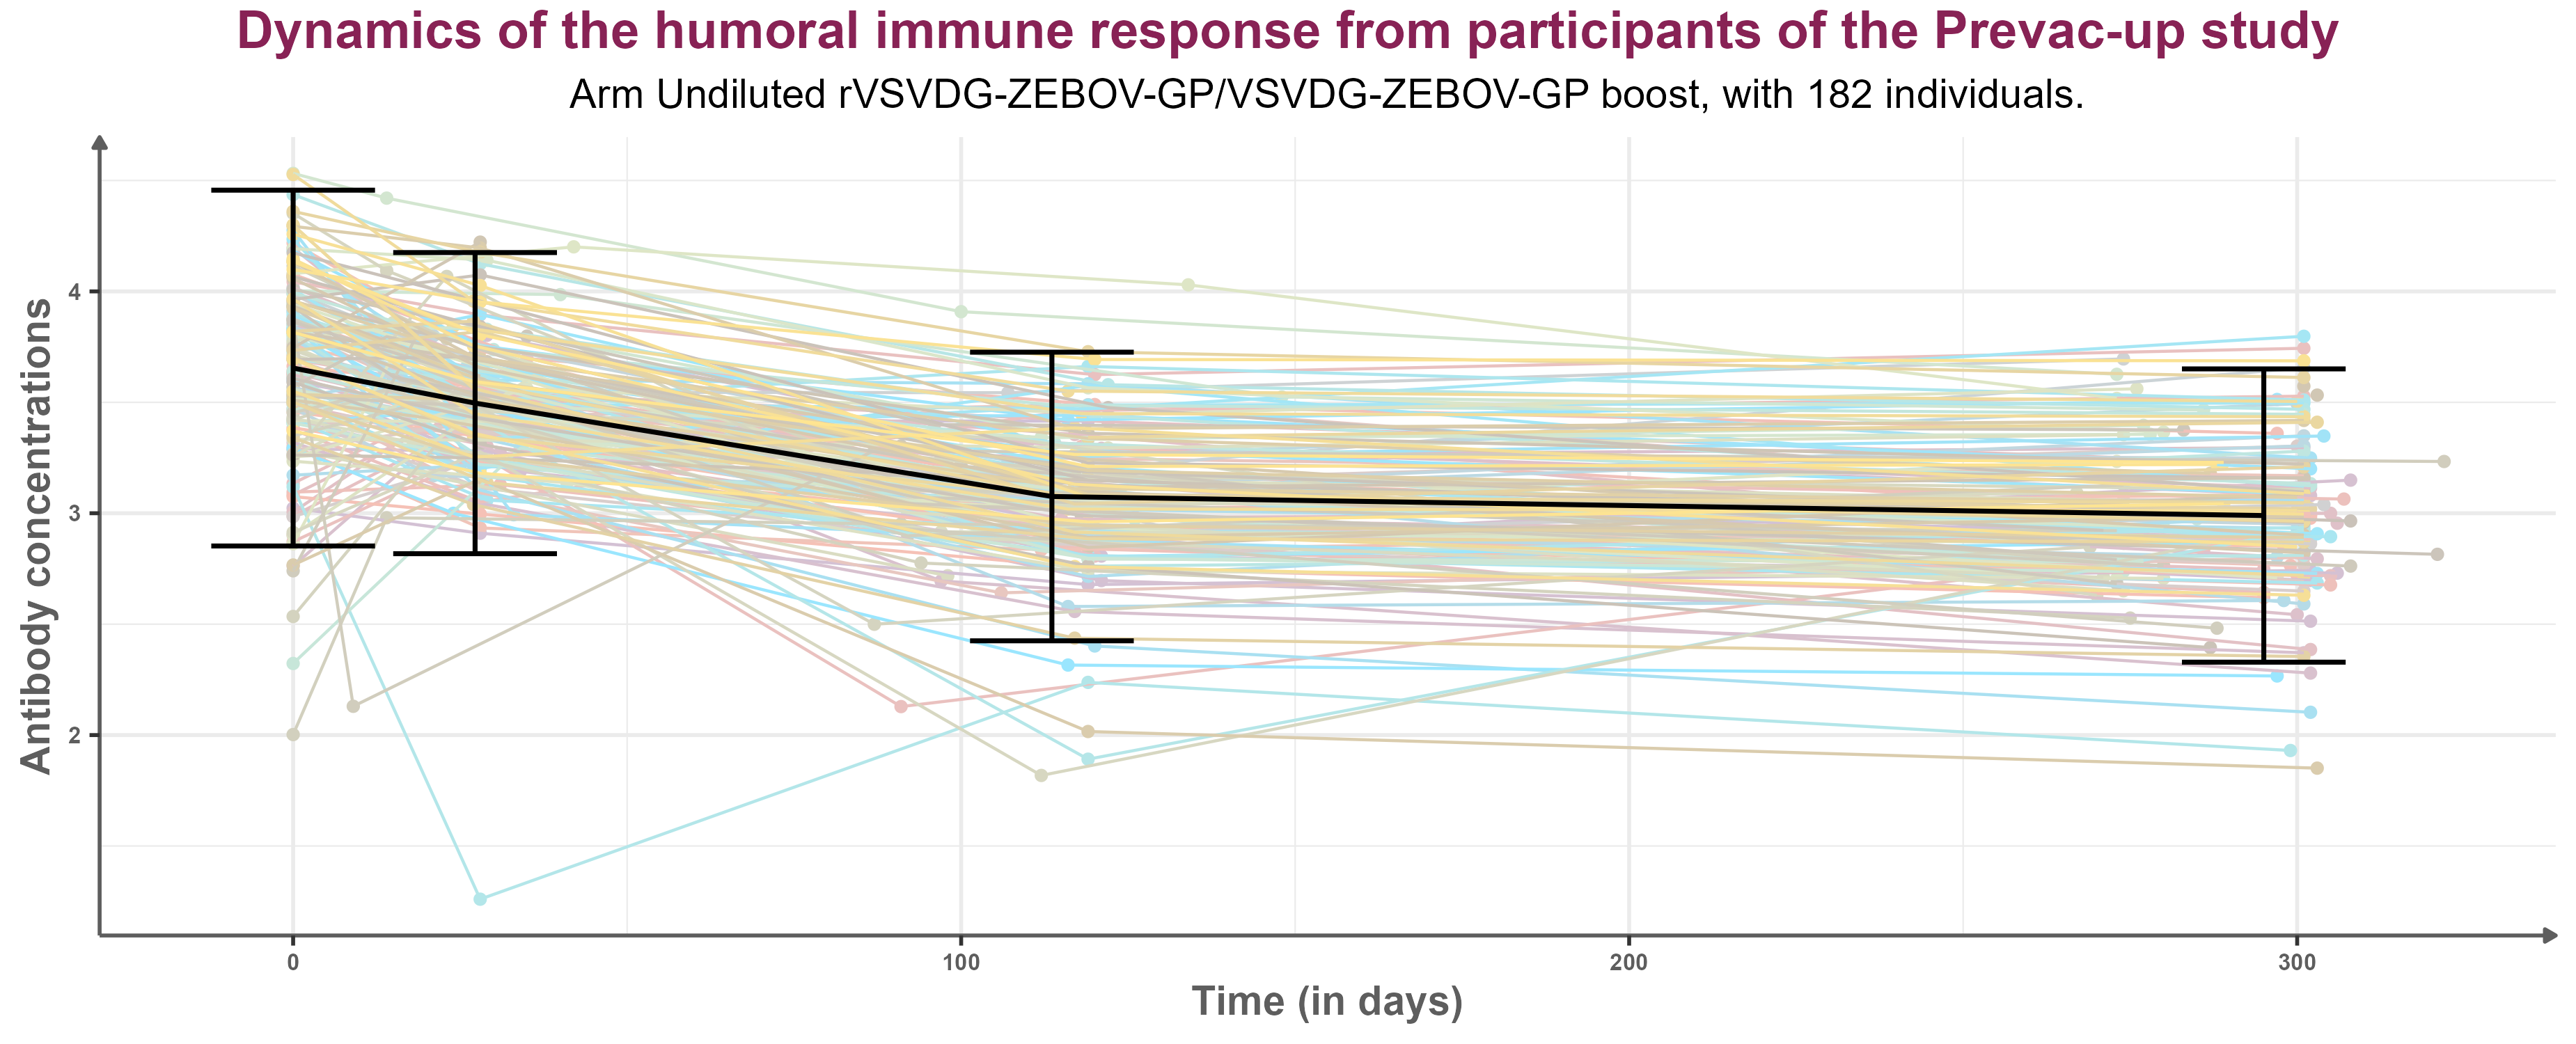 Dynamics of the humoral immune response from participants of the Prevac-up study
Arm Undiluted rVSVDG-ZEBOV-GP/VSVDG-ZEBOV-GP boost, with 182 individuals.
Antibody concentrations
4
3
2
0 100 200 300
Time (in days)